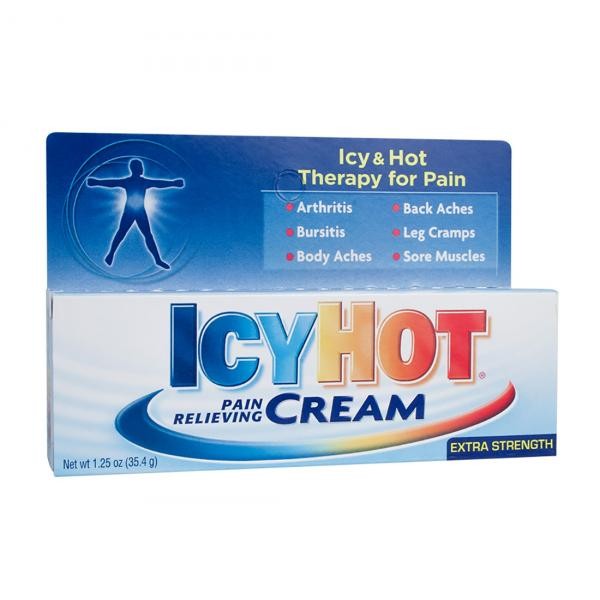 Icy & Hot
Therapy for Pain
• Arthritis • Back Aches
• Bursitis • Leg Cramps
• Body Aches • Sore Muscles
ICYHOT®
PAIN
RELIEVING CREAM
EXTRA STRENGTH
Net wt 1.25 oz (35.4 g)